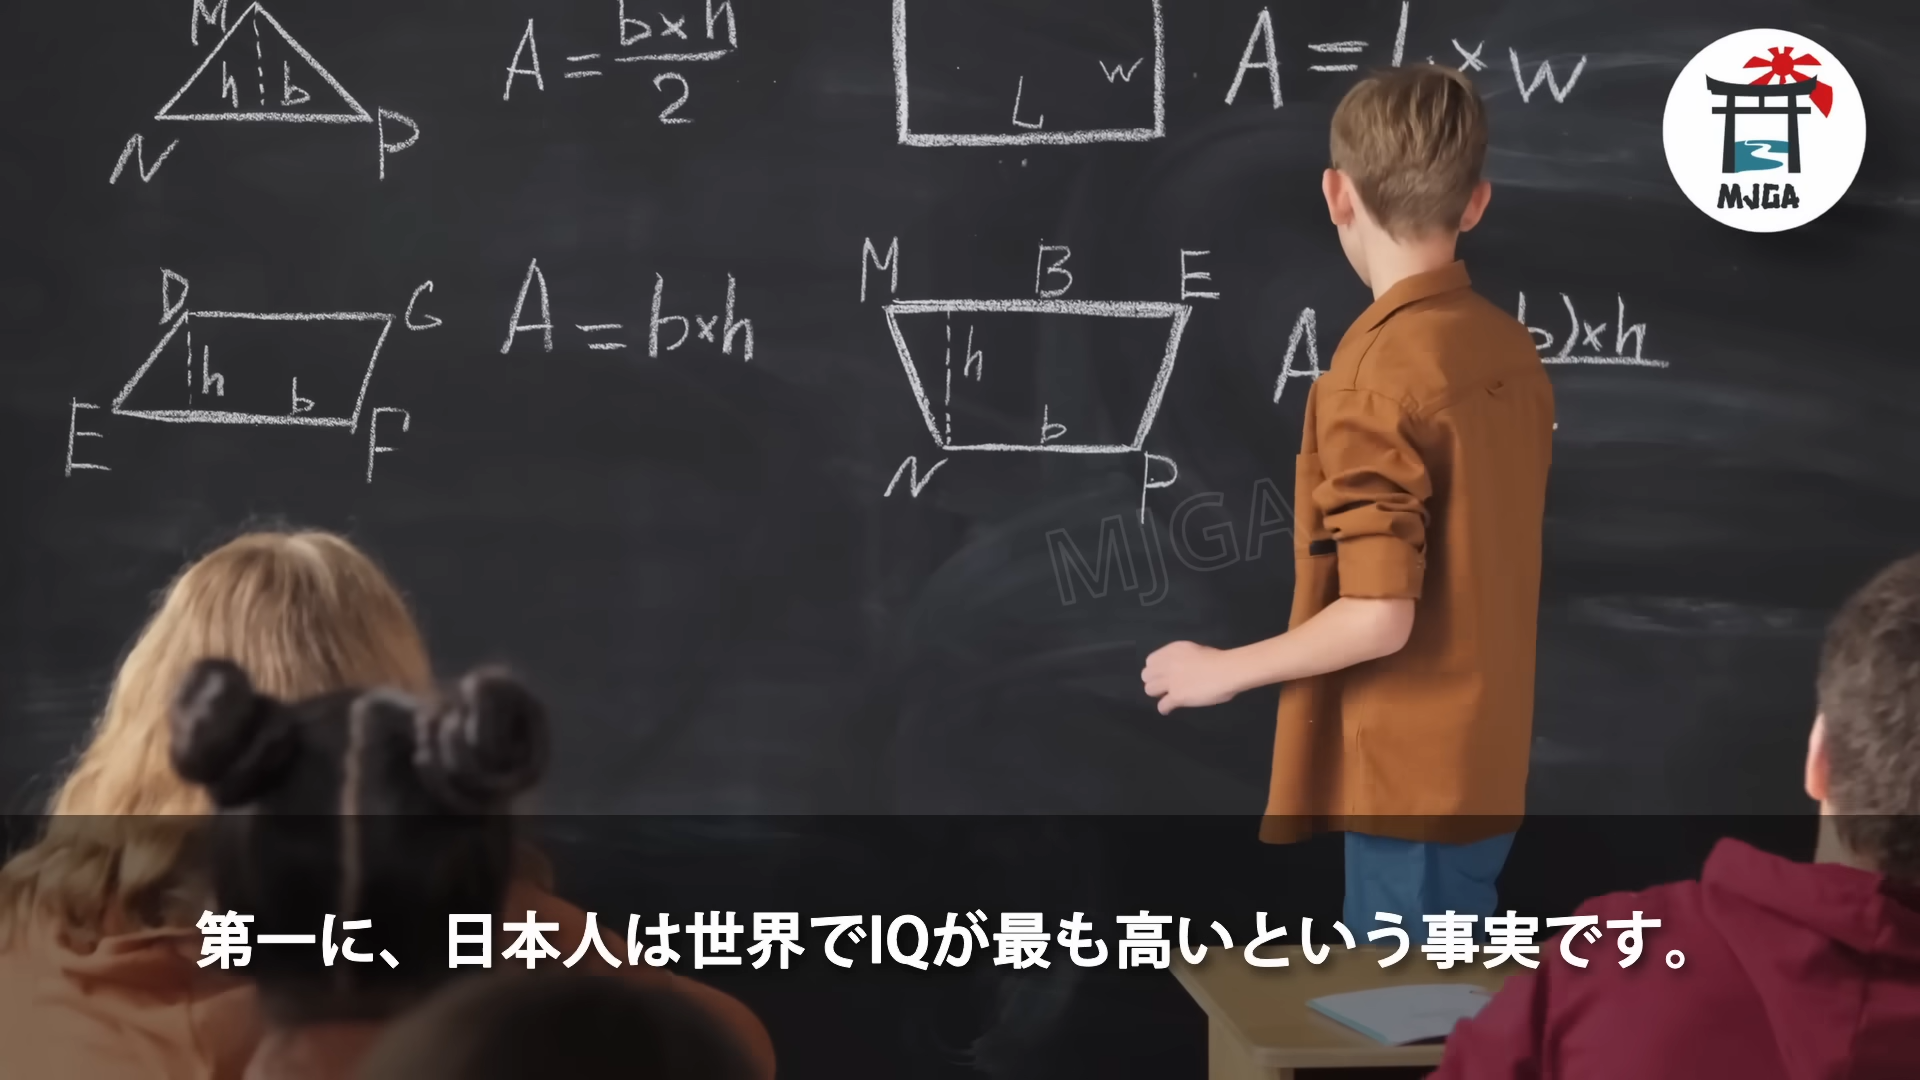 M
h b
N P
A = b×h
2
L
w
A = L × W
MJGA
D G
h
b
E F
A = b×h
M B E
h
b
N P
A
b)×h
MJGA
第一に、日本人は世界でIQが最も高いという事実です。